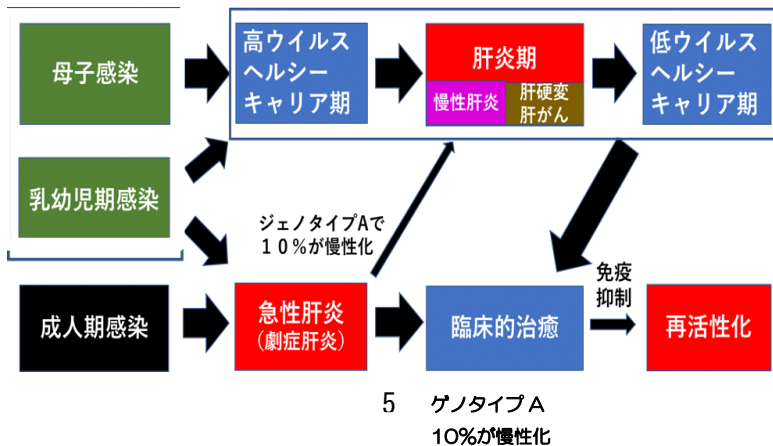 母子感染
高ウイルス
ヘルシー
キャリア期
肝炎期
慢性肝炎
肝硬変
肝がん
低ウイルス
ヘルシー
キャリア期
乳幼児期感染
ジェノタイプAで
１０％が慢性化
成人期感染
急性肝炎
(劇症肝炎)
臨床的治癒
免疫
抑制
再活性化
5 ゲノタイプ A
10%が慢性化